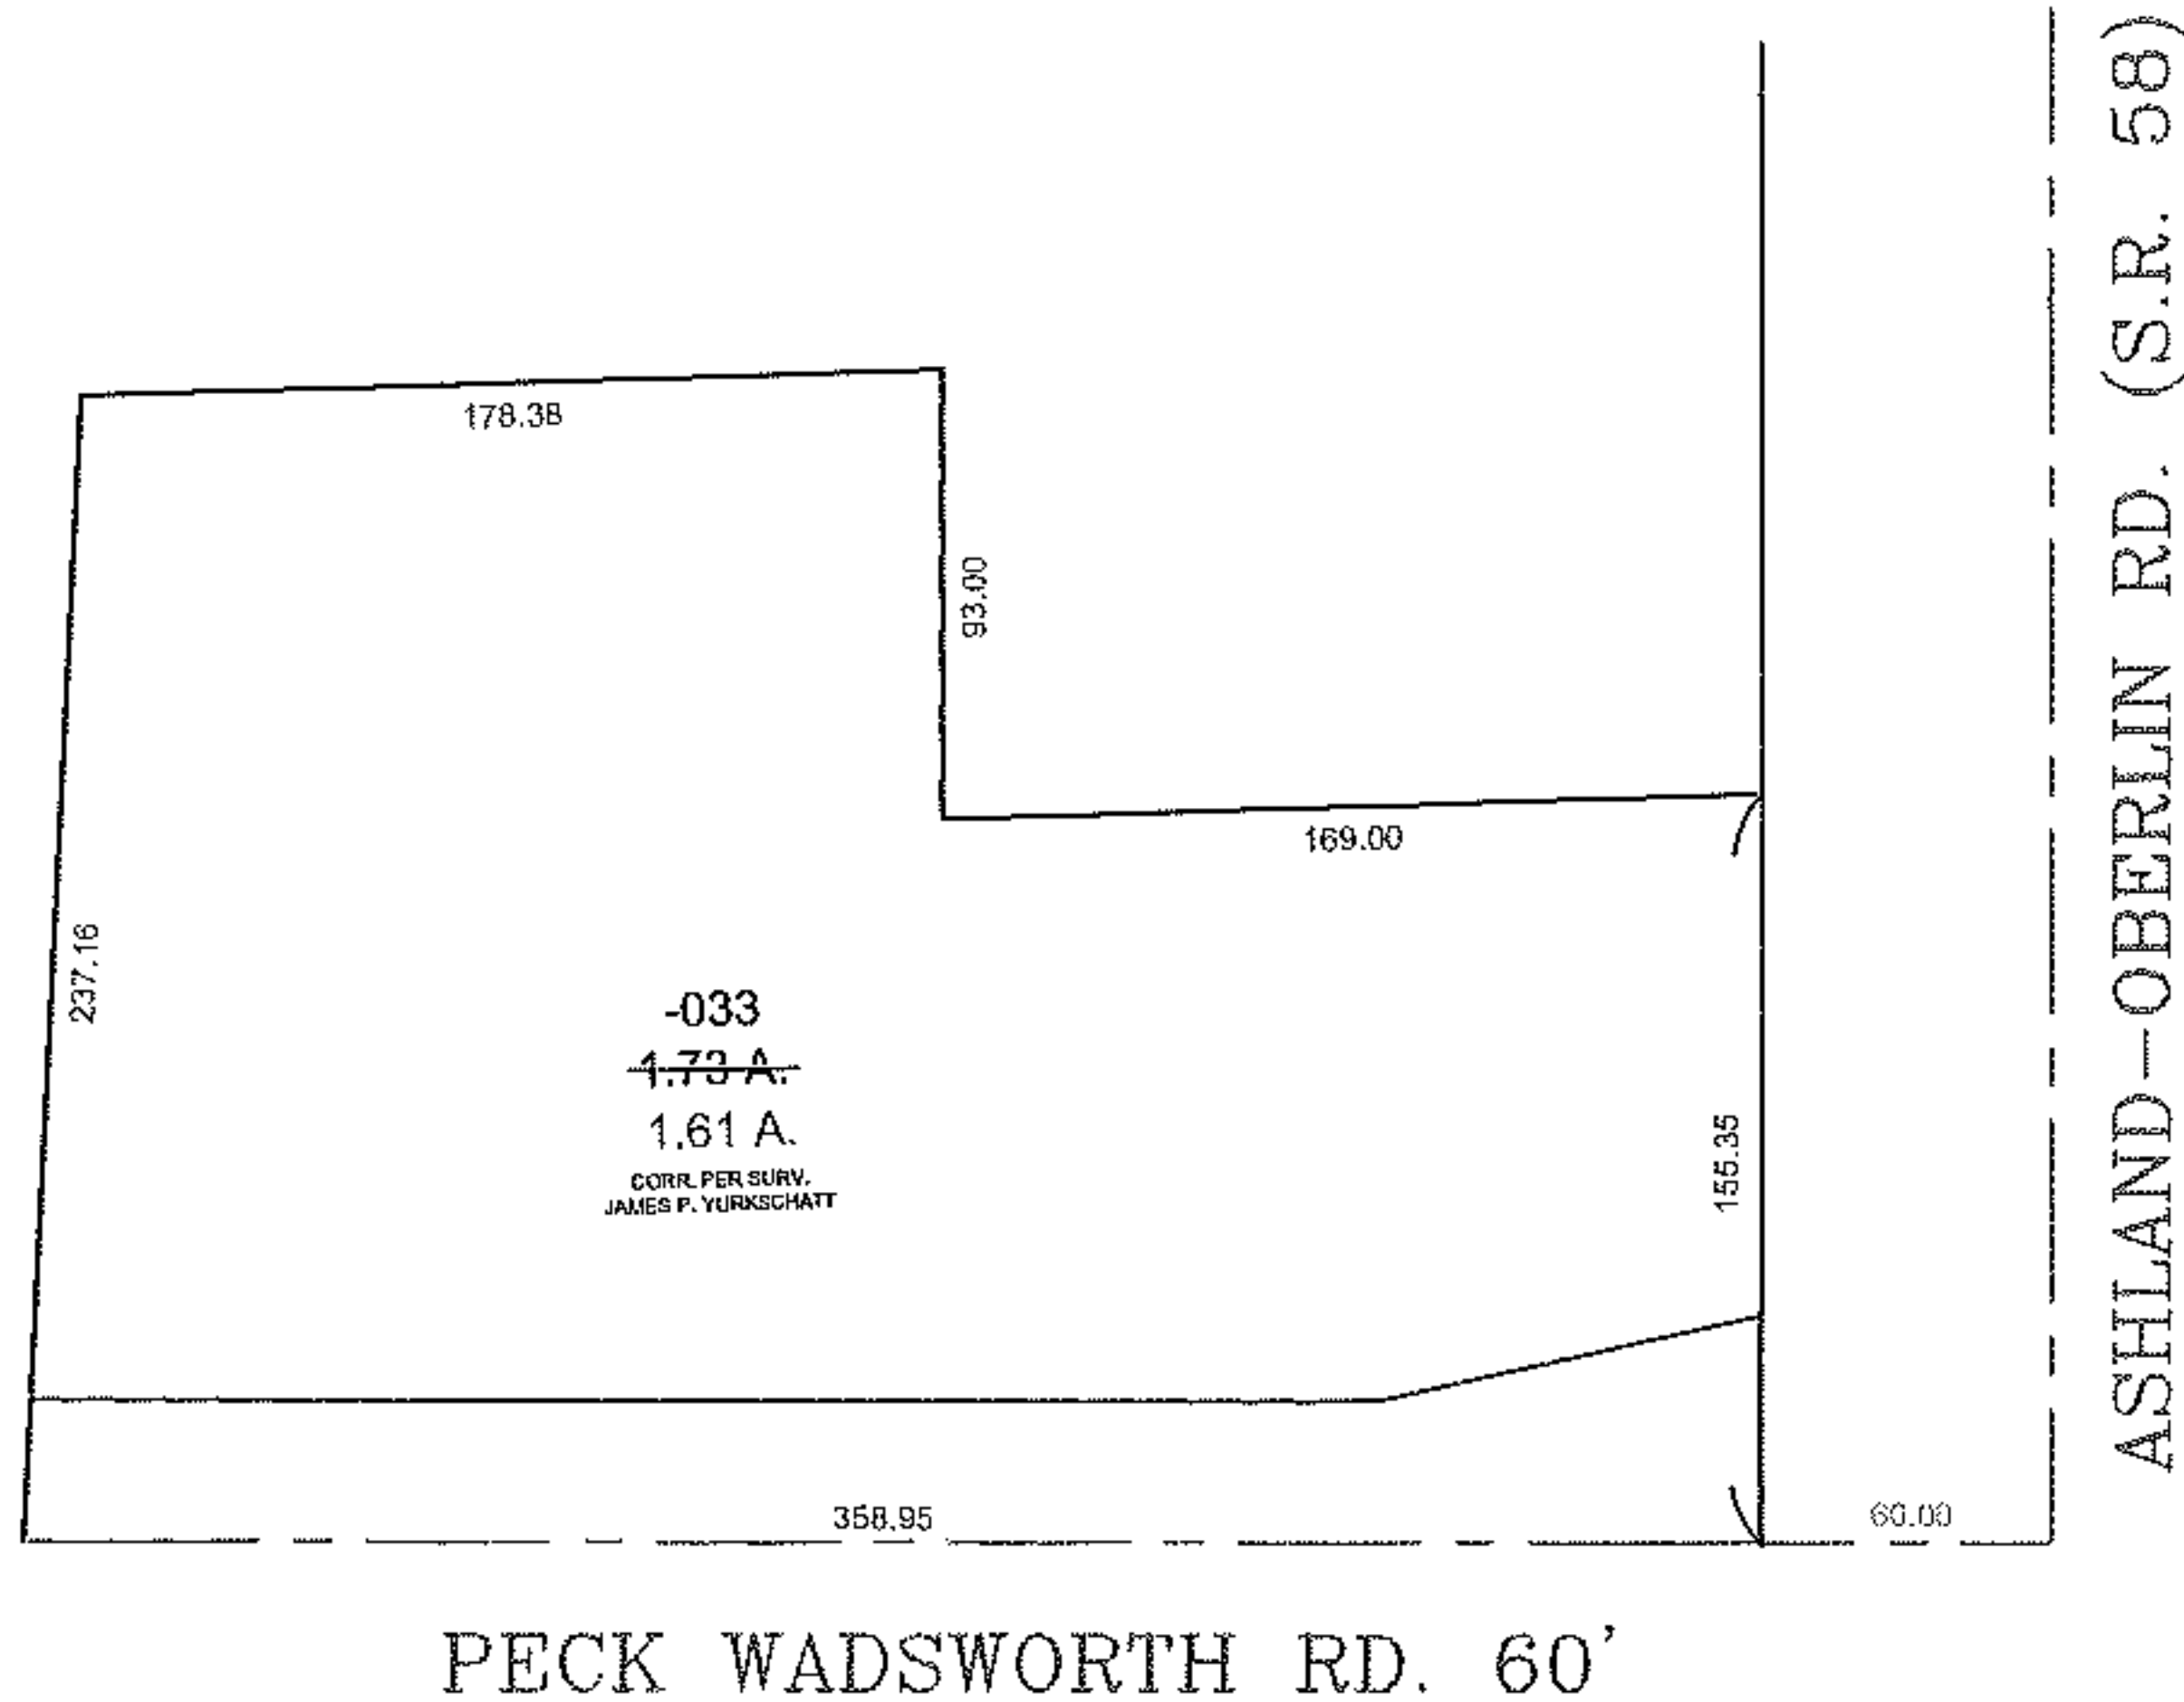 ASHLAND-OBERLIN RD. (S.R. 58)
178.38
93.00
169.00
237.16
-033
1.73 A.
1.61 A.
CORR. PER SURV.
JAMES P. YURKSCHATT
155.35
358.95
60.00
PECK WADSWORTH RD. 60'